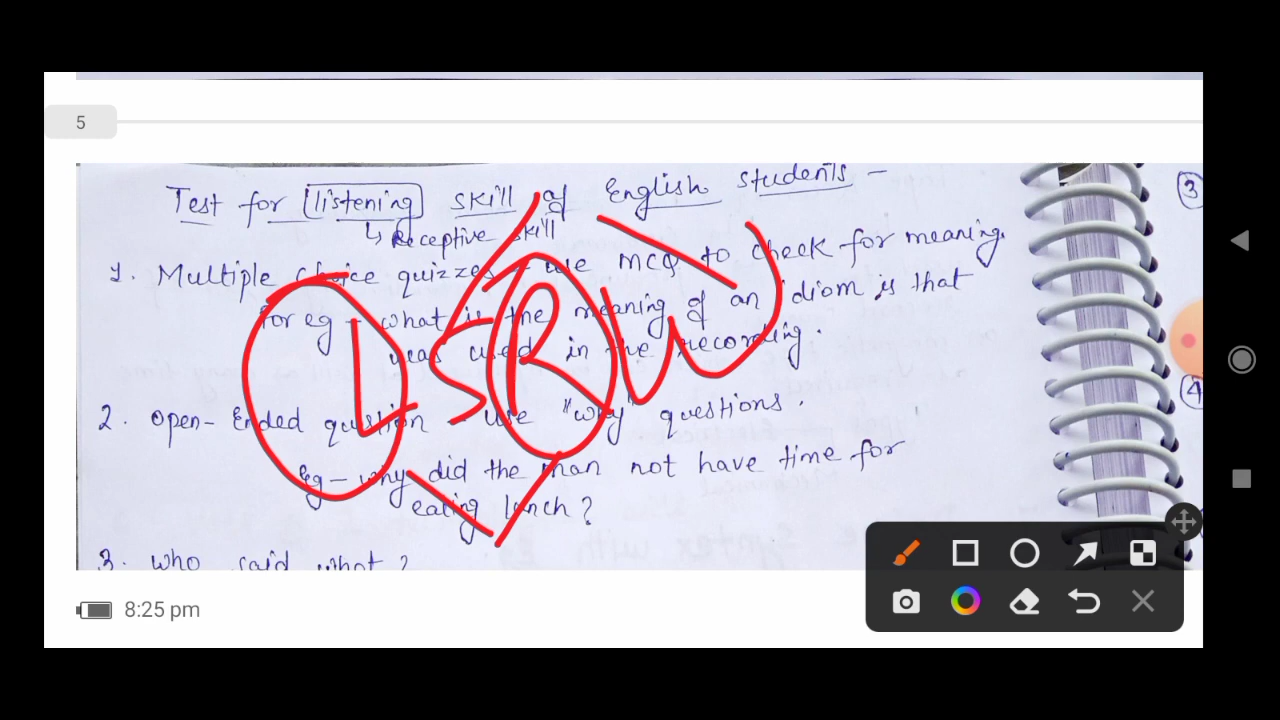 5
Test for listening skill of English students -
↳ Receptive skill
1. Multiple choice quizzes - use mcq to check for meaning.
for eg - what is the meaning of an idiom is that
was used in the recording.
2. open-Ended question - use "why" questions.
Eg - why did the man not have time for
eating lunch?
3. who said what?
L S R W
3
4
8:25 pm